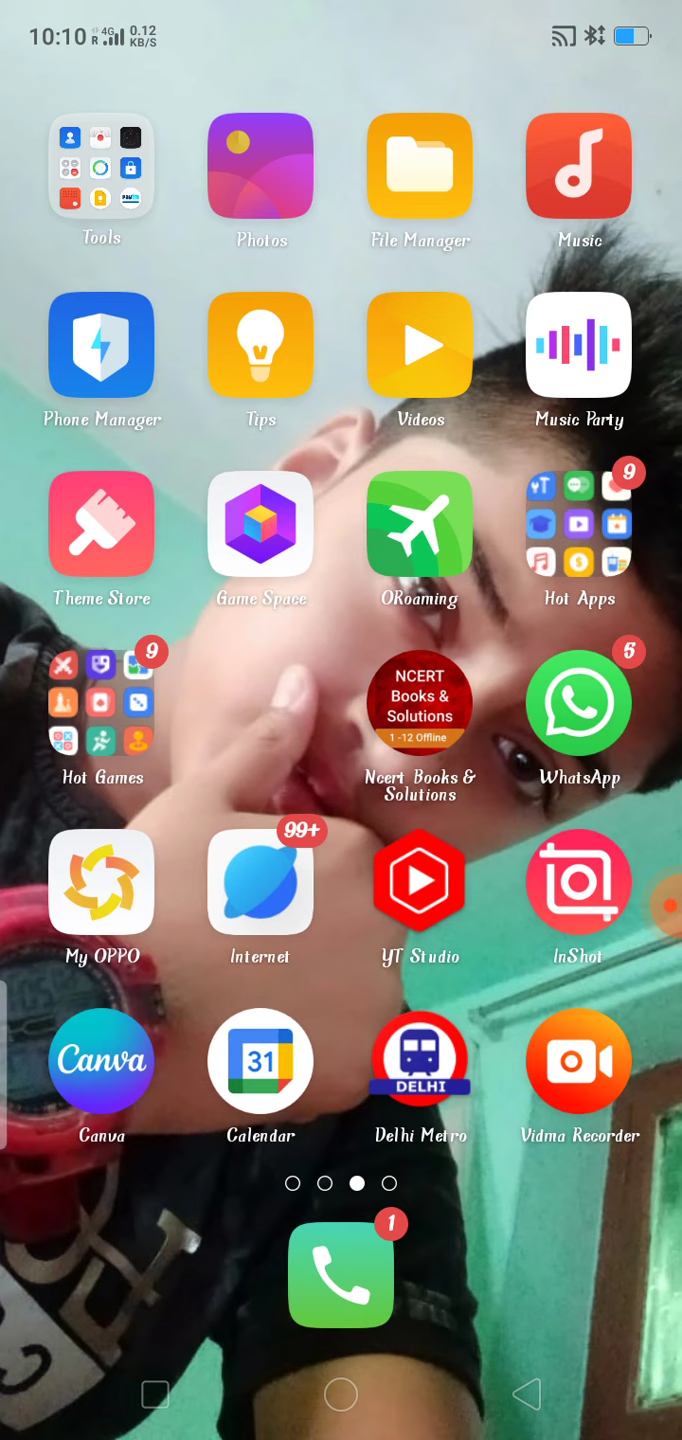 10:10 R 4G 0.12
KB/S
Paytm
Tools Photos File Manager Music
Phone Manager Tips Videos Music Party
9
Theme Store Game Space ORoaming Hot Apps
9 5
NCERT
Books &
Solutions
1 -12 Offline
Hot Games Ncert Books & WhatsApp
Solutions
99+
My OPPO Internet YT Studio InShot
Canva 31 DELHI
Canva Calendar Delhi Metro Vidma Recorder
1